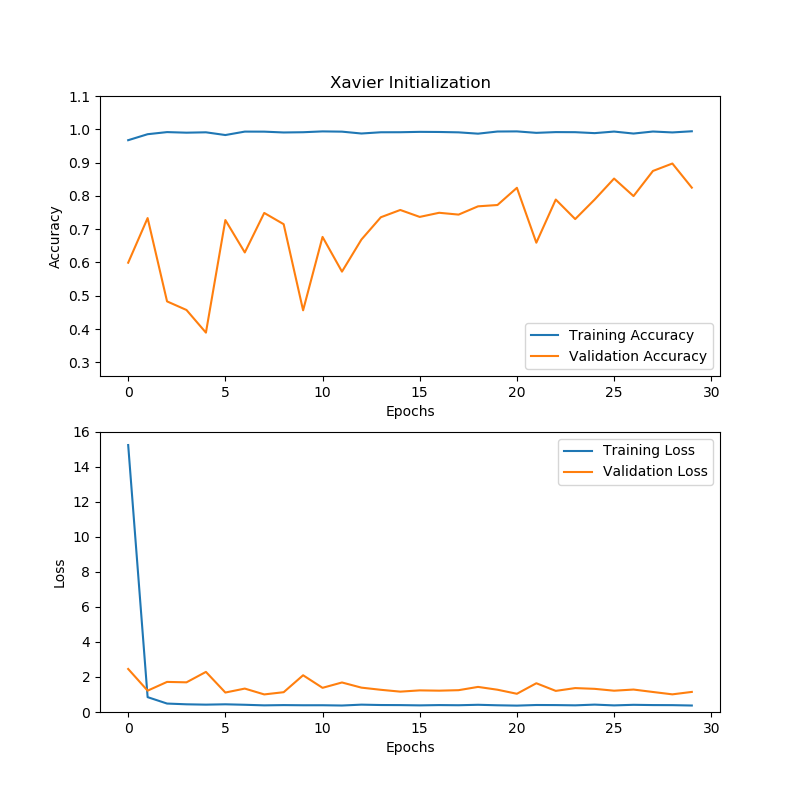 Xavier Initialization
1.1
1.0
0.9
0.8
0.7
0.6
0.5
0.4
0.3
Accuracy
Training Accuracy
Validation Accuracy
0 5 10 15 20 25 30
Epochs
16
14
12
10
8
6
4
2
0
Loss
Training Loss
Validation Loss
0 5 10 15 20 25 30
Epochs